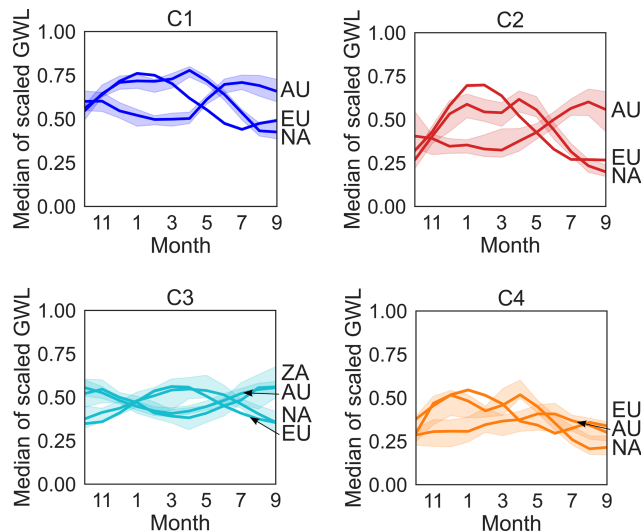 C1
Median of scaled GWL
1.00
0.75
0.50
0.25
0.00
AU
EU
NA
11 1 3 5 7 9
Month
C2
Median of scaled GWL
1.00
0.75
0.50
0.25
0.00
AU
EU
NA
11 1 3 5 7 9
Month
C3
Median of scaled GWL
1.00
0.75
0.50
0.25
0.00
ZA
AU
NA
EU
11 1 3 5 7 9
Month
C4
Median of scaled GWL
1.00
0.75
0.50
0.25
0.00
EU
AU
NA
11 1 3 5 7 9
Month